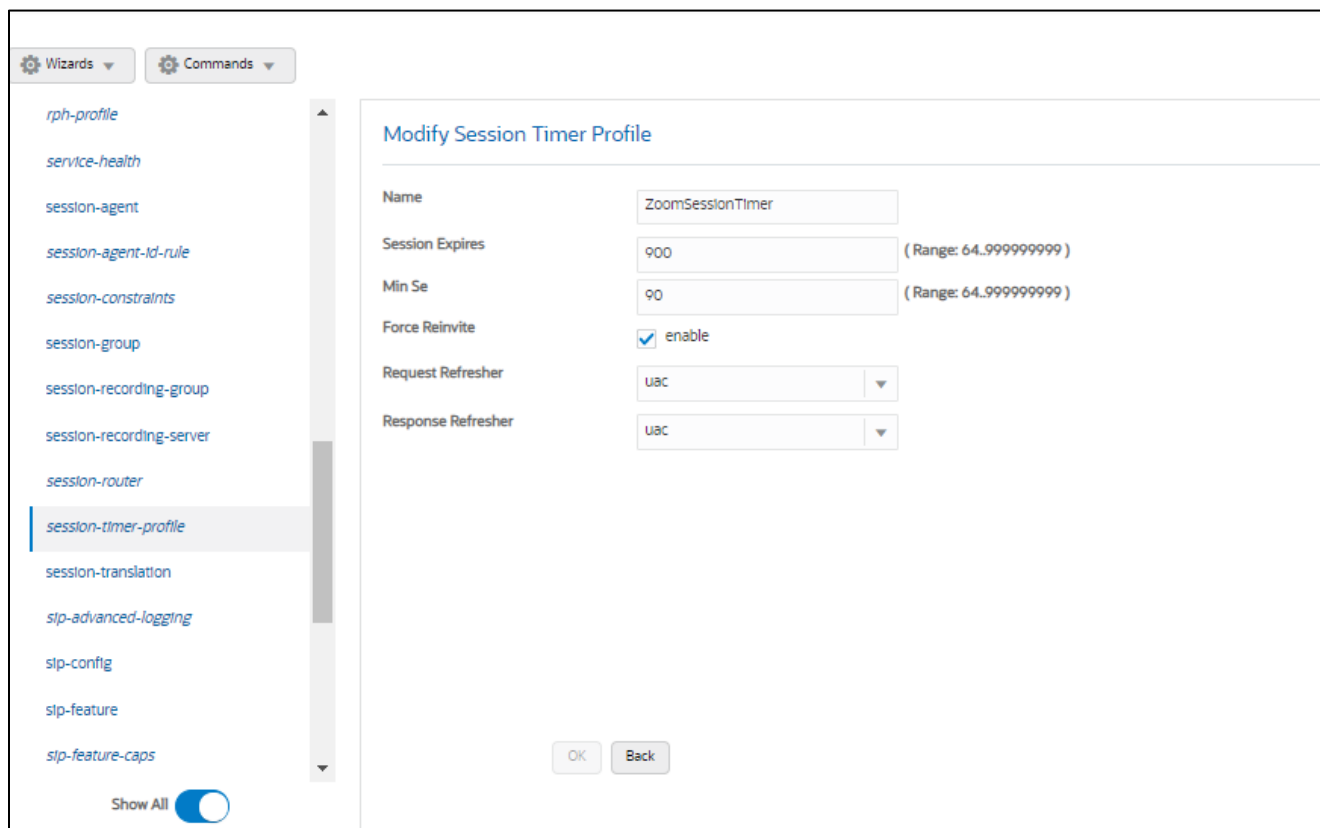 Wizards Commands
rph-profile
service-health
session-agent
session-agent-id-rule
session-constraints
session-group
session-recording-group
session-recording-server
session-router
session-timer-profile
session-translation
sip-advanced-logging
sip-config
sip-feature
sip-feature-caps
Show All
Modify Session Timer Profile
Name ZoomSessionTimer
Session Expires 900 ( Range: 64..999999999 )
Min Se 90 ( Range: 64..999999999 )
Force Reinvite enable
Request Refresher uac
Response Refresher uac
OK Back